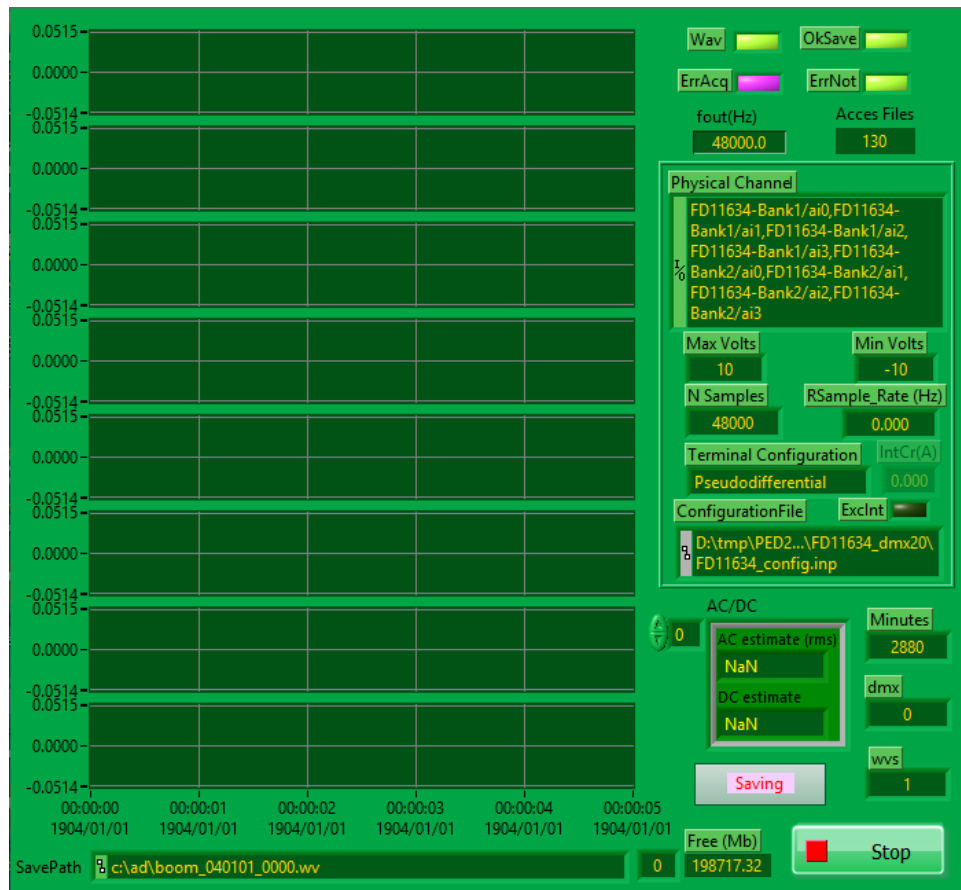 0.0515
0.0000
-0.0514
0.0515
0.0000
-0.0514
0.0515
0.0000
-0.0514
0.0515
0.0000
-0.0514
0.0515
0.0000
-0.0514
0.0515
0.0000
-0.0514
0.0515
0.0000
-0.0514
0.0515
0.0000
-0.0514
00:00:00 00:00:01 00:00:02 00:00:03 00:00:04 00:00:05
1904/01/01 1904/01/01 1904/01/01 1904/01/01 1904/01/01 1904/01/01
SavePath c:\ad\boom_040101_0000.wv 0
Wav OkSave
ErrAcq ErrNot
fout(Hz) Acces Files
48000.0 130
Physical Channel
I/O
FD11634-Bank1/ai0,FD11634-
Bank1/ai1,FD11634-Bank1/ai2,
FD11634-Bank1/ai3,FD11634-
Bank2/ai0,FD11634-Bank2/ai1,
FD11634-Bank2/ai2,FD11634-
Bank2/ai3
Max Volts Min Volts
10 -10
N Samples RSample_Rate (Hz)
48000 0.000
Terminal Configuration IntCr(A)
Pseudodifferential 0.000
ConfigurationFile ExcInt
D:\tmp\PED2...\FD11634_dmx20\
FD11634_config.inp
AC/DC
0
AC estimate (rms)
NaN
DC estimate
NaN
Minutes
2880
dmx
0
wvs
1
Saving
Free (Mb)
198717.32
Stop